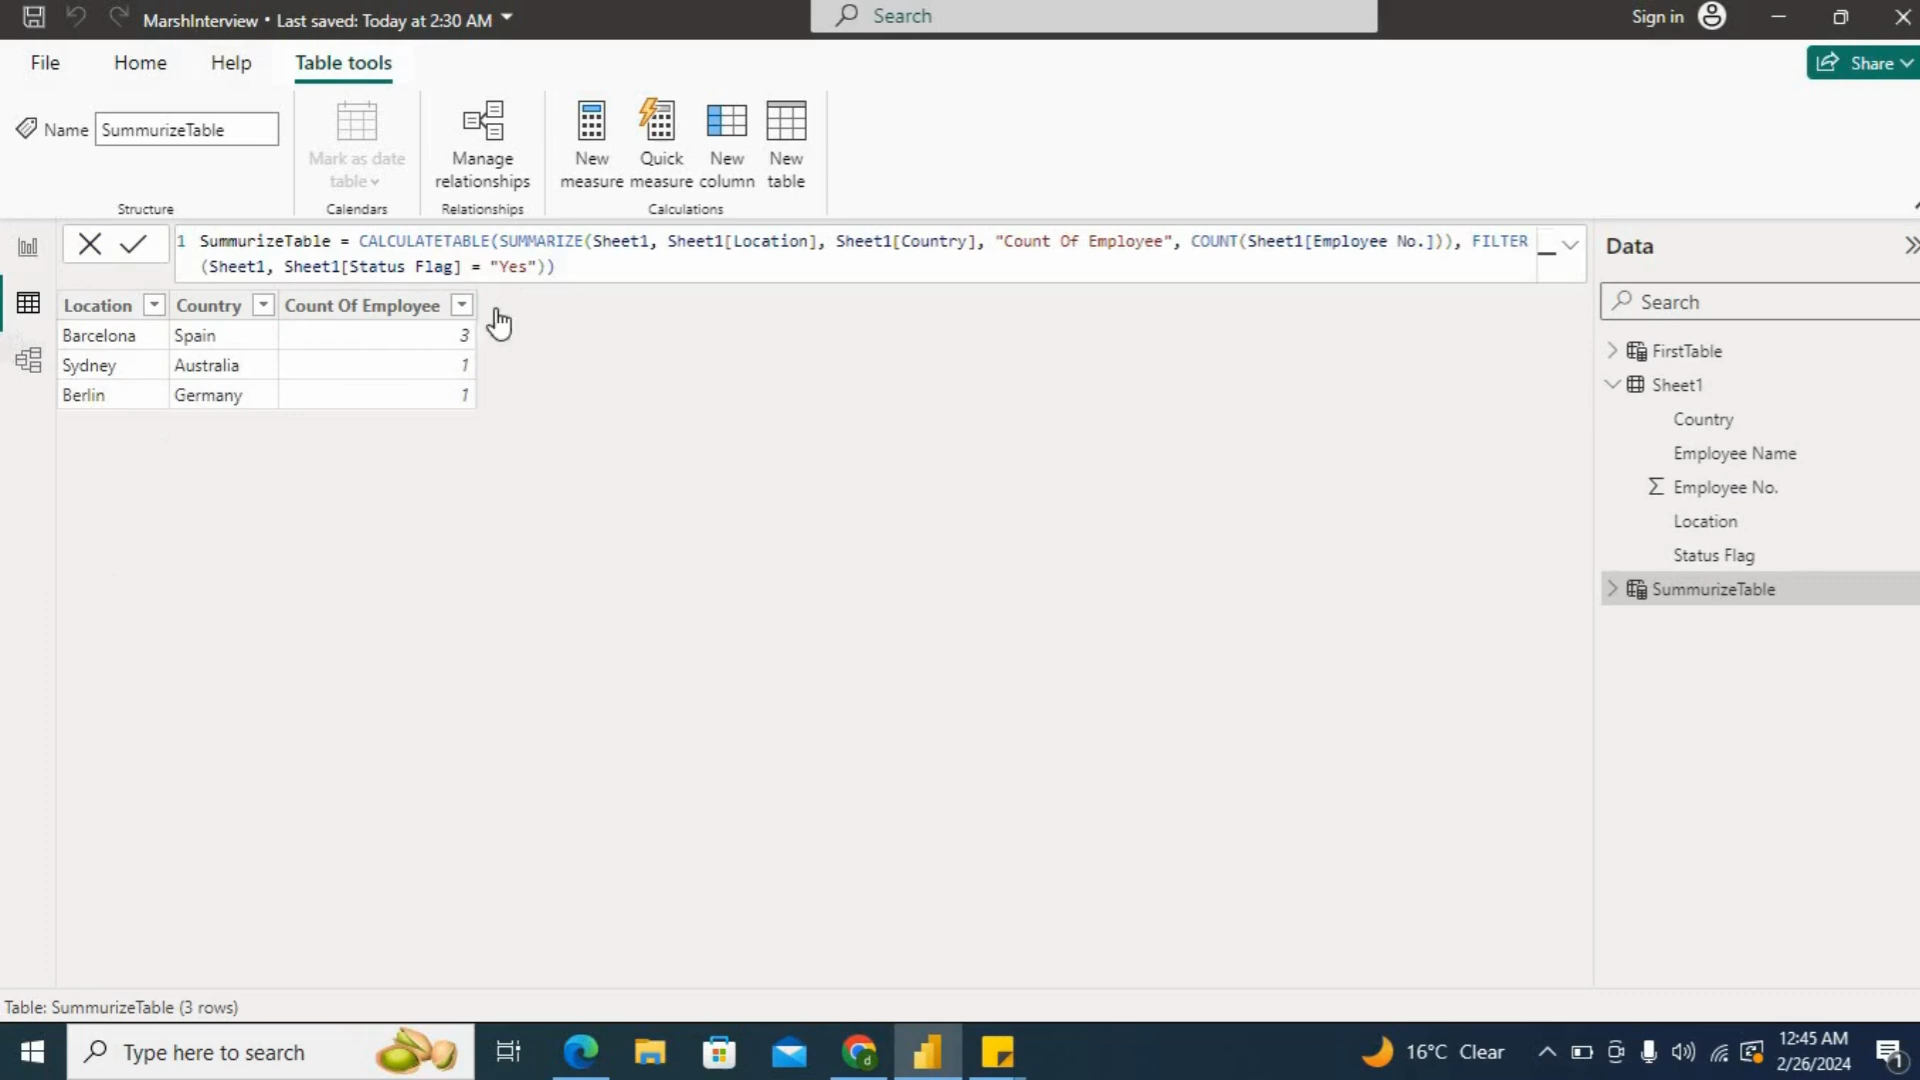 MarshInterview • Last saved: Today at 2:30 AM
Search
Sign in
File
Home
Help
Table tools
Share
Name
SummurizeTable
Mark as date
table
Manage
relationships
New
measure
Quick
measure
New
column
New
table
Structure
Calendars
Relationships
Calculations
1 SummurizeTable = CALCULATETABLE(SUMMARIZE(Sheet1, Sheet1[Location], Sheet1[Country], "Count Of Employee", COUNT(Sheet1[Employee No.])), FILTER
(Sheet1, Sheet1[Status Flag] = "Yes"))
Location Country Count Of Employee
Barcelona Spain 3
Sydney Australia 1
Berlin Germany 1
Data
Search
FirstTable
Sheet1
Country
Employee Name
Employee No.
Location
Status Flag
SummurizeTable
Table: SummurizeTable (3 rows)
Type here to search
16°C Clear
12:45 AM
2/26/2024
1